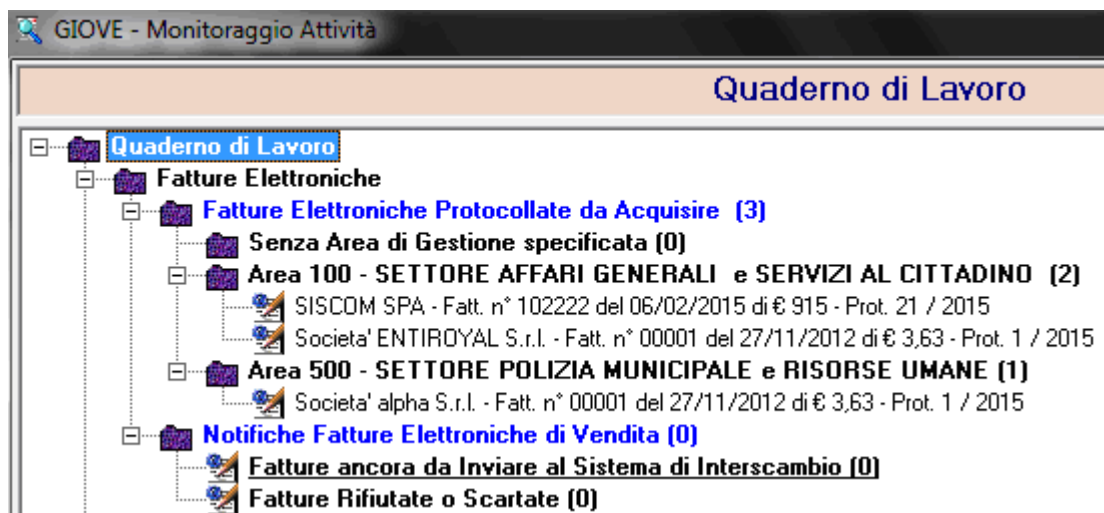 GIOVE - Monitoraggio Attività
Quaderno di Lavoro
Quaderno di Lavoro
Fatture Elettroniche
Fatture Elettroniche Protocollate da Acquisire (3)
Senza Area di Gestione specificata (0)
Area 100 - SETTORE AFFARI GENERALI e SERVIZI AL CITTADINO (2)
SISCOM SPA - Fatt. n° 102222 del 06/02/2015 di € 915 - Prot. 21 / 2015
Societa' ENTIROYAL S.r.l. - Fatt. n° 00001 del 27/11/2012 di € 3,63 - Prot. 1 / 2015
Area 500 - SETTORE POLIZIA MUNICIPALE e RISORSE UMANE (1)
Societa' alpha S.r.l. - Fatt. n° 00001 del 27/11/2012 di € 3,63 - Prot. 1 / 2015
Notifiche Fatture Elettroniche di Vendita (0)
Fatture ancora da Inviare al Sistema di Interscambio (0)
Fatture Rifiutate o Scartate (0)